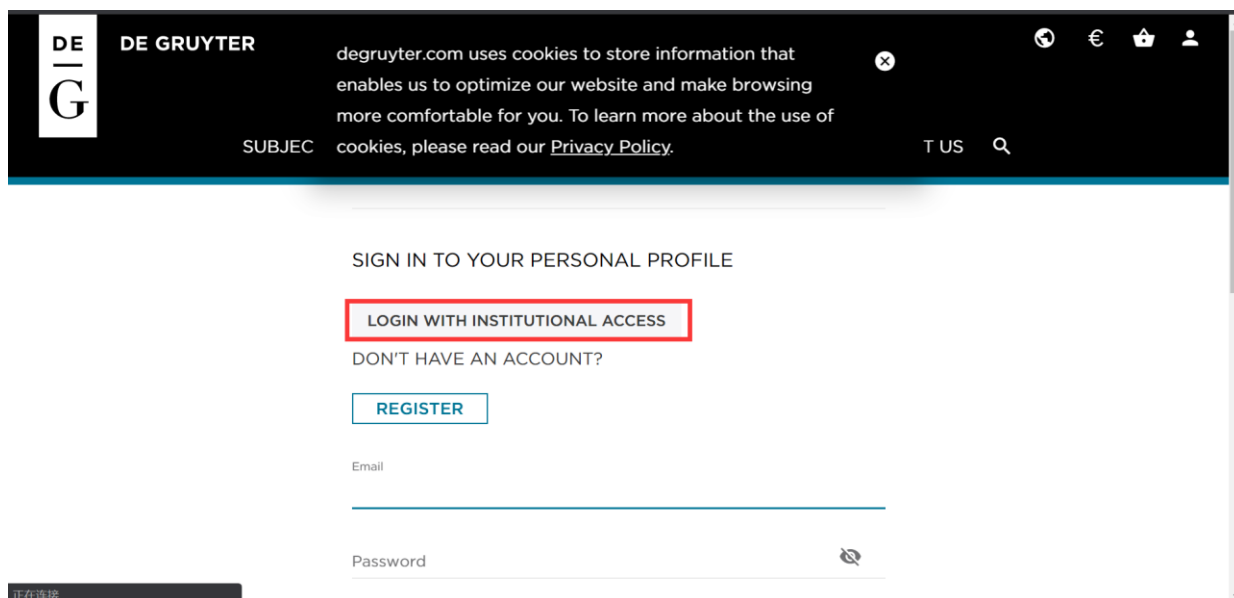 DE
G
DE GRUYTER
degruyter.com uses cookies to store information that
enables us to optimize our website and make browsing
more comfortable for you. To learn more about the use of
cookies, please read our Privacy Policy.
€
SUBJEC
T US
SIGN IN TO YOUR PERSONAL PROFILE
LOGIN WITH INSTITUTIONAL ACCESS
DON'T HAVE AN ACCOUNT?
REGISTER
Email
Password
正在连接